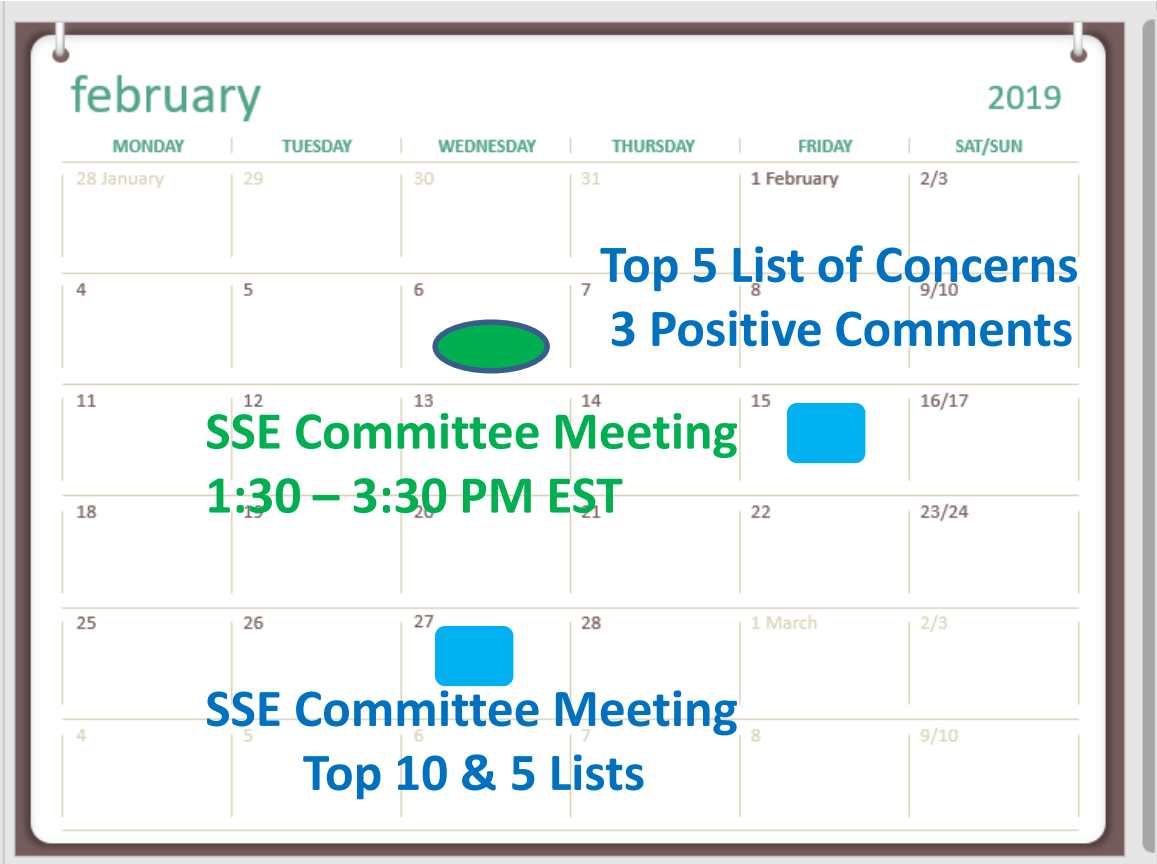 february 2019
MONDAY TUESDAY WEDNESDAY THURSDAY FRIDAY SAT/SUN
28 January 29 30 31 1 February 2/3
Top 5 List of Concerns
4 5 6 7 8 9/10
3 Positive Comments
11 12 13 14 15 16/17
SSE Committee Meeting
1:30 – 3:30 PM EST
18 19 20 21 22 23/24
25 26 27 28 1 March 2/3
SSE Committee Meeting
4 5 6 7 8 9/10
Top 10 & 5 Lists